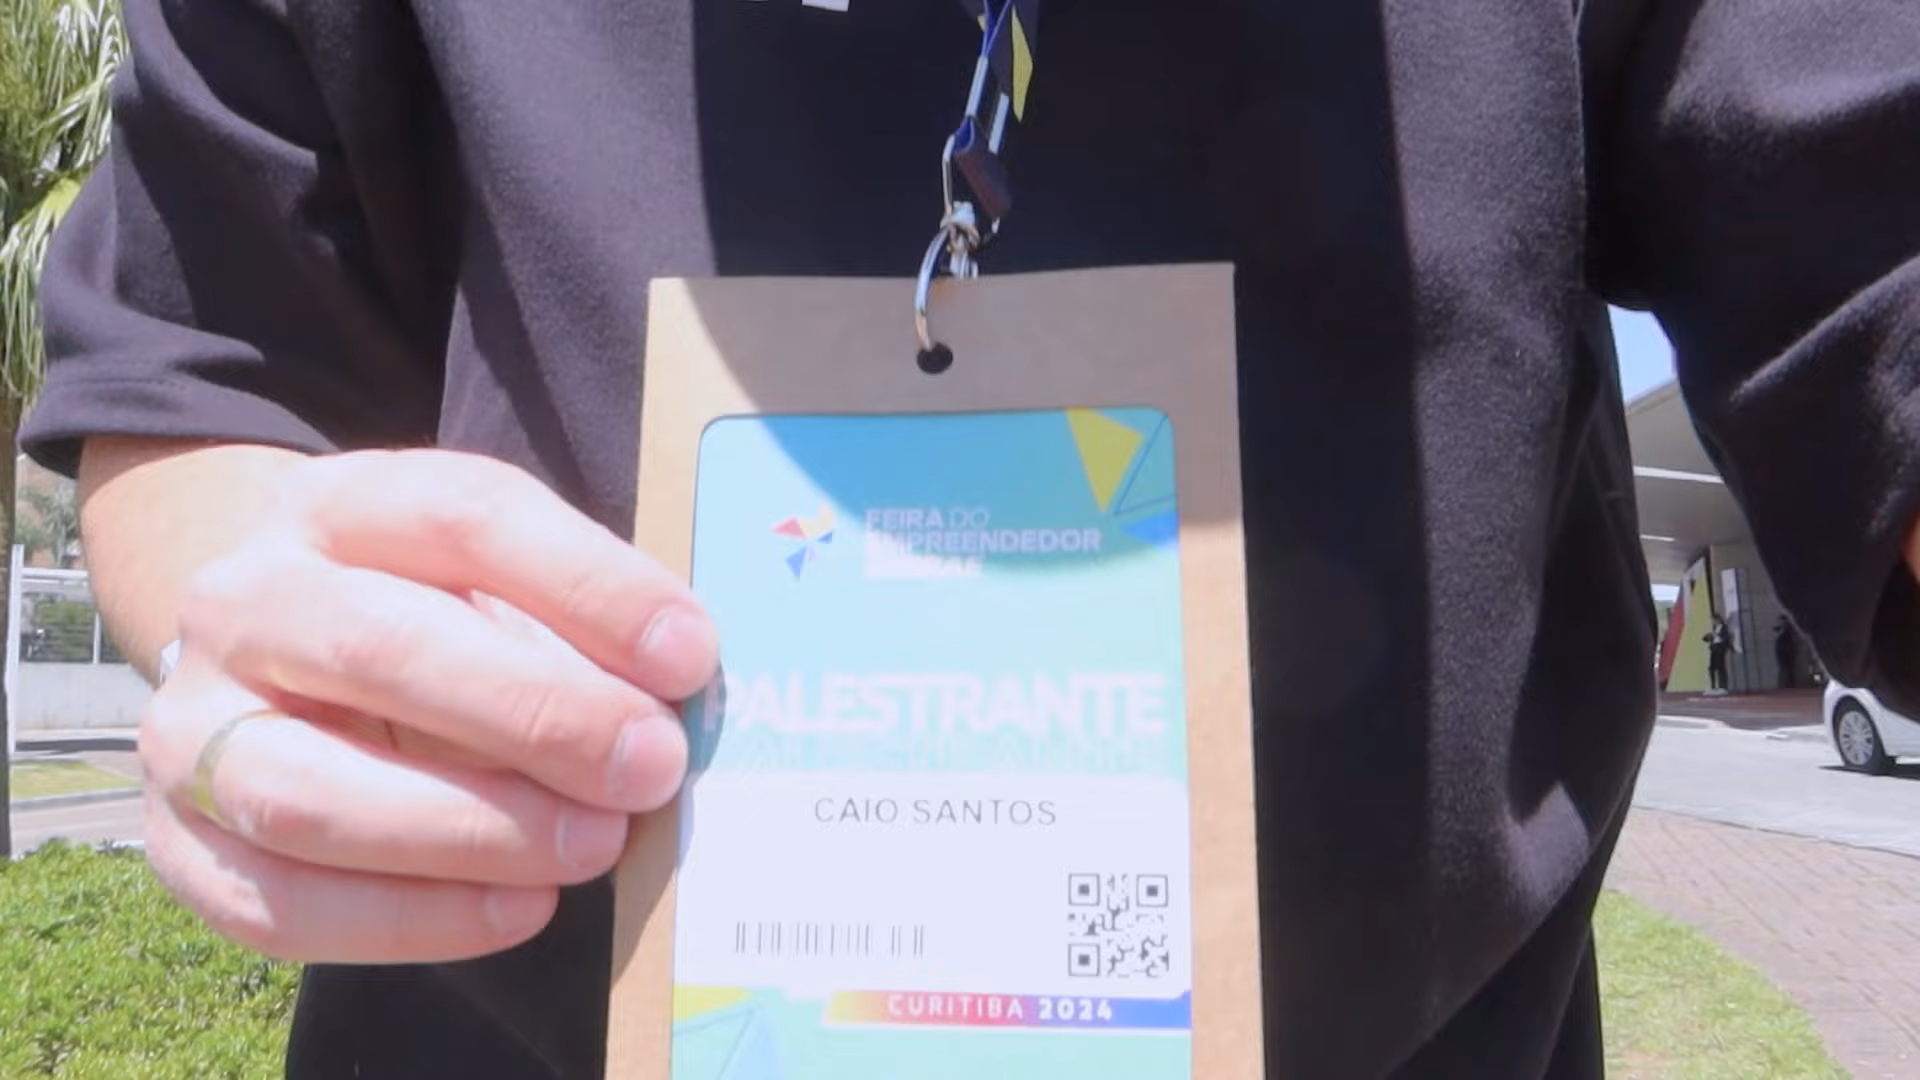 FEIRA DO
EMPREENDEDOR
PALESTRANTE
CAIO SANTOS
CURITIBA 2024